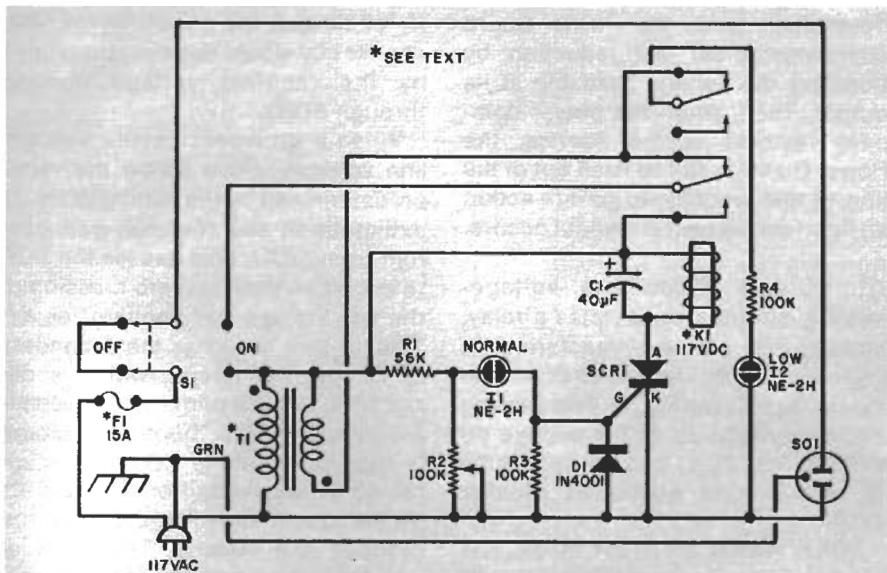 *SEE TEXT
+
C1
40µF
R4
100K
*K1
117VDC
OFF
ON
R1
56K
NORMAL
SCR1
A
LOW
I2
NE-2H
S1
I1
NE-2H
G
K
*F1
15A
*T1
SO1
GRN
R2
100K
R3
100K
D1
1N4001
117VAC